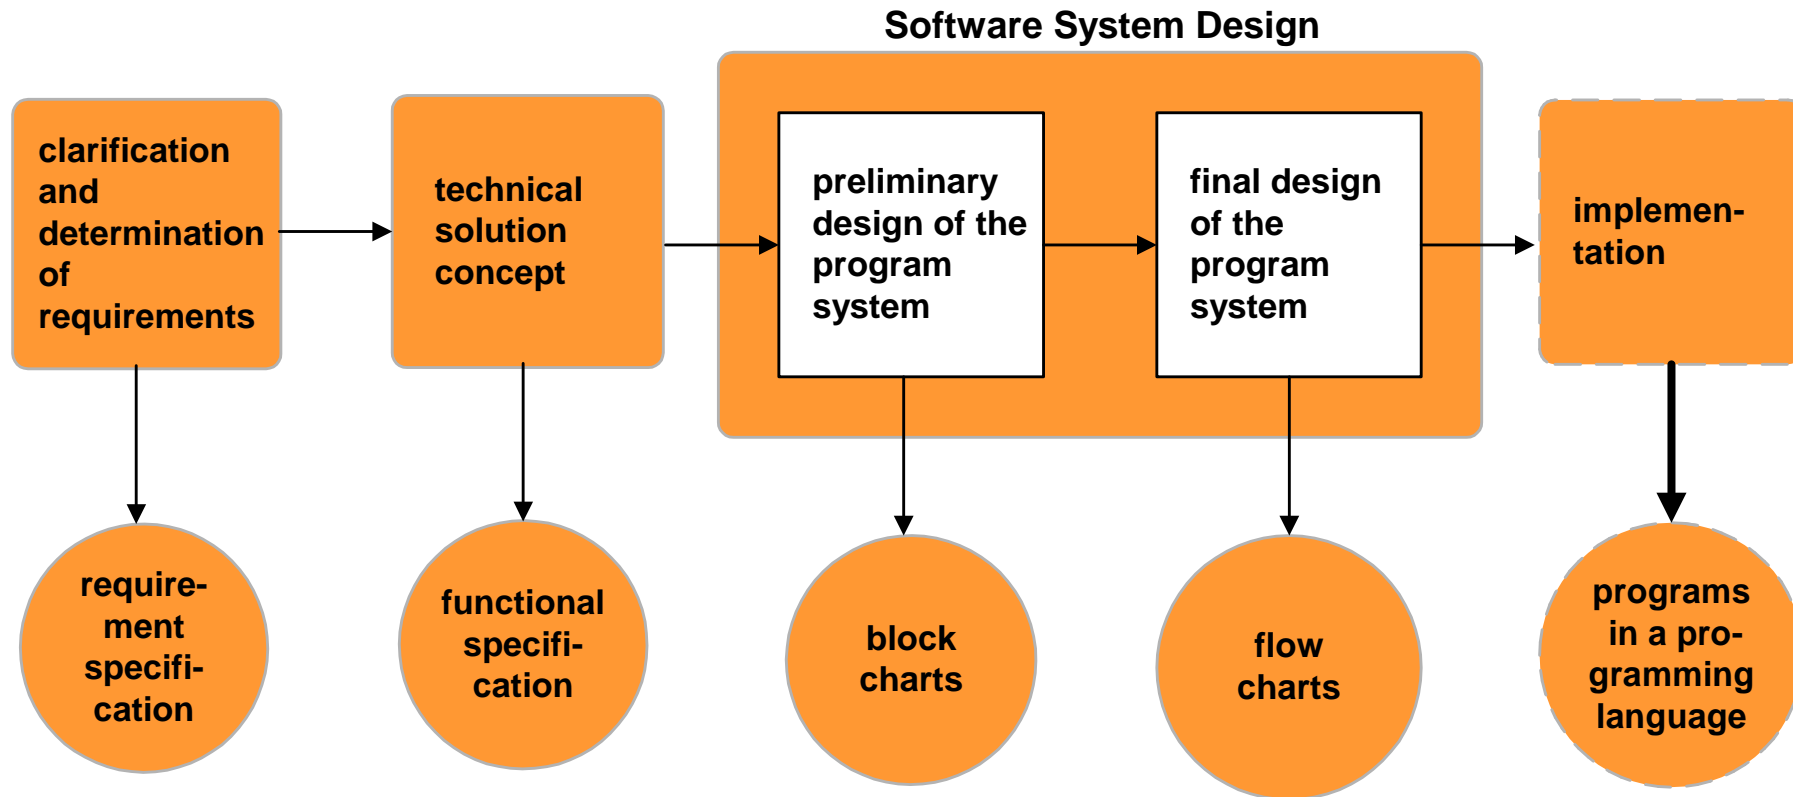 Software System Design
clarification
and
determination
of
requirements
technical
solution
concept
preliminary
design of the
program
system
final design
of the
program
system
implemen-
tation
require-
ment
specifi-
cation
functional
specifi-
cation
block
charts
flow
charts
programs
in a pro-
gramming
language